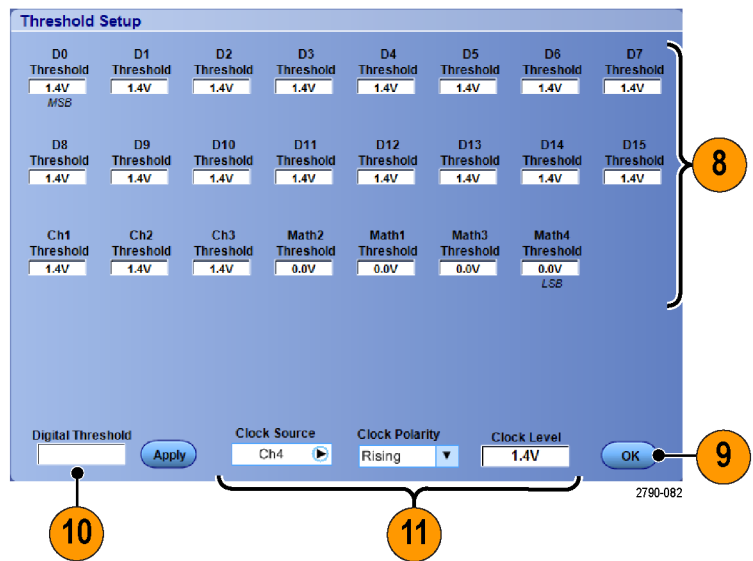 Threshold Setup
D0 D1 D2 D3 D4 D5 D6 D7
Threshold Threshold Threshold Threshold Threshold Threshold Threshold Threshold
1.4V 1.4V 1.4V 1.4V 1.4V 1.4V 1.4V 1.4V
MSB
8
D8 D9 D10 D11 D12 D13 D14 D15
Threshold Threshold Threshold Threshold Threshold Threshold Threshold Threshold
1.4V 1.4V 1.4V 1.4V 1.4V 1.4V 1.4V 1.4V
Ch1 Ch2 Ch3 Math2 Math1 Math3 Math4
Threshold Threshold Threshold Threshold Threshold Threshold Threshold
1.4V 1.4V 1.4V 0.0V 0.0V 0.0V 0.0V
LSB
Digital Threshold Clock Source Clock Polarity Clock Level
Apply Ch4 Rising 1.4V OK 9
2790-082
10 11